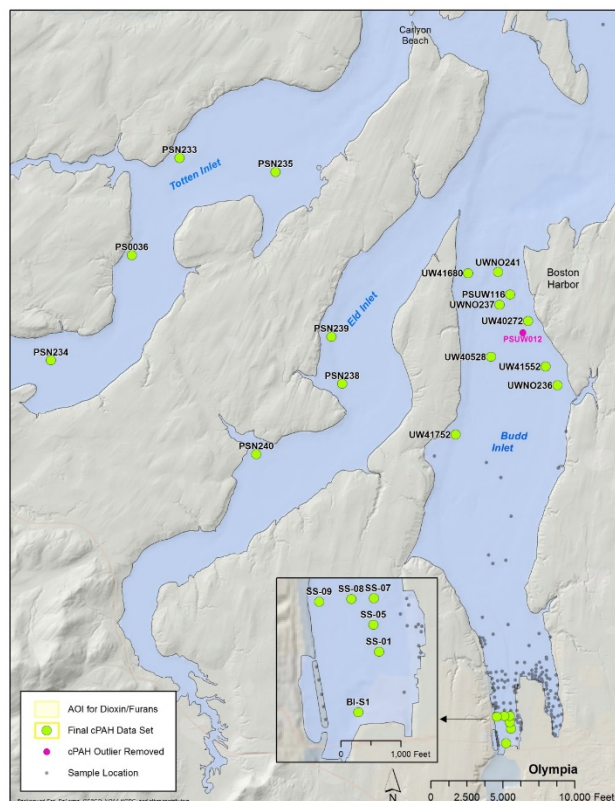 Carlyon
Beach
PSN233
PSN235
Totten Inlet
PS0036
UWNO241
UW41680
Boston
Harbor
PSUW116
UWNO237
UW40272
PSUW012
Eld Inlet
PSN239
PSN234
UW40528
UW41552
PSN238
UWNO236
UW41752
Budd
Inlet
PSN240
SS-09
SS-08
SS-07
SS-05
SS-01
BI-S1
0 1,000 Feet
AOI for Dioxin/Furans
Final cPAH Data Set
cPAH Outlier Removed
Sample Location
N
Olympia
0 2,500 5,000 10,000 Feet